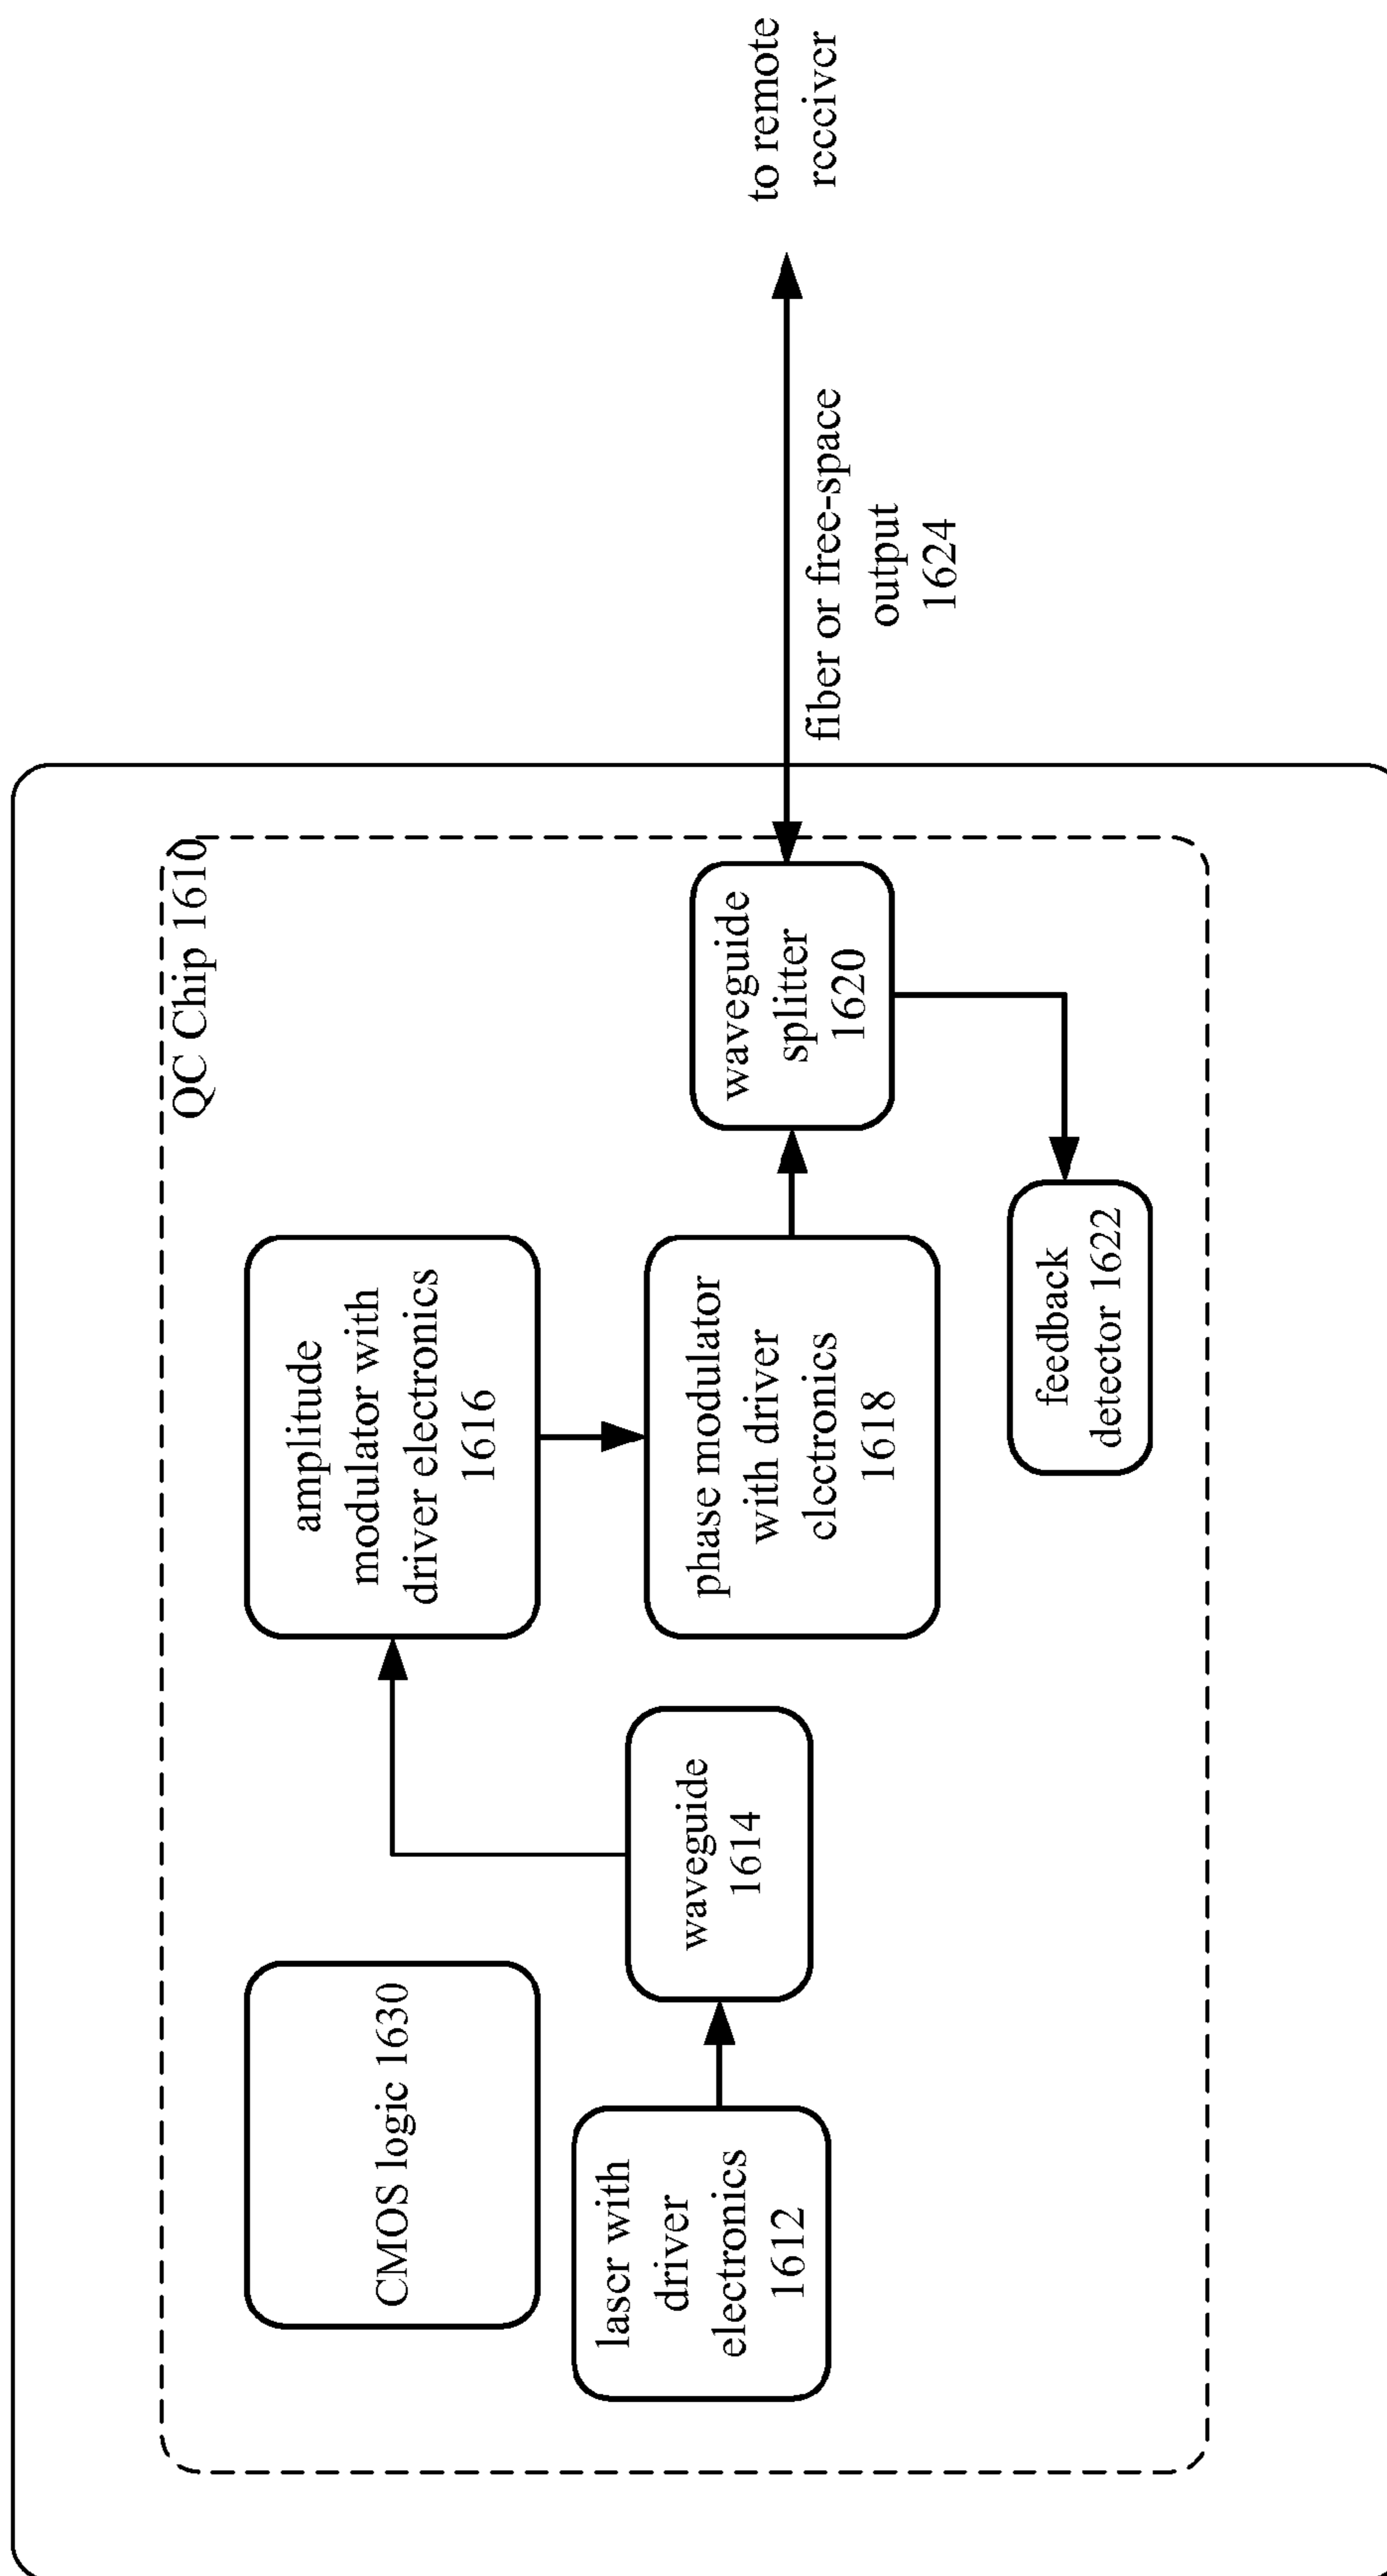 QC Chip 1610
CMOS logic 1630
laser with
driver
electronics
1612
waveguide
1614
amplitude
modulator with
driver electronics
1616
phase modulator
with driver
electronics
1618
waveguide
splitter
1620
feedback
detector 1622
fiber or free-space
output
1624
to remote
receiver